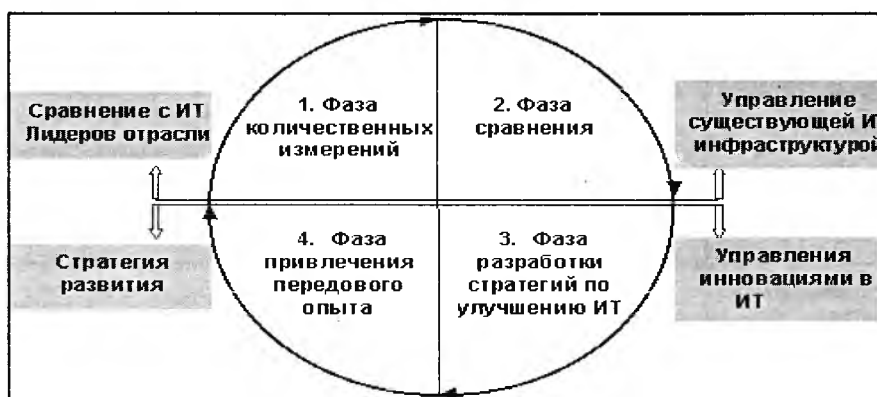 Сравнение с ИТ
Лидеров отрасли
1. Фаза
количественных
измерений
2. Фаза
сравнения
Управление
существующей ИТ
инфраструктурой
Стратегия
развития
4. Фаза
привлечения
передового
опыта
3. Фаза
разработки
стратегий по
улучшению ИТ
Управления
инновациями в
ИТ